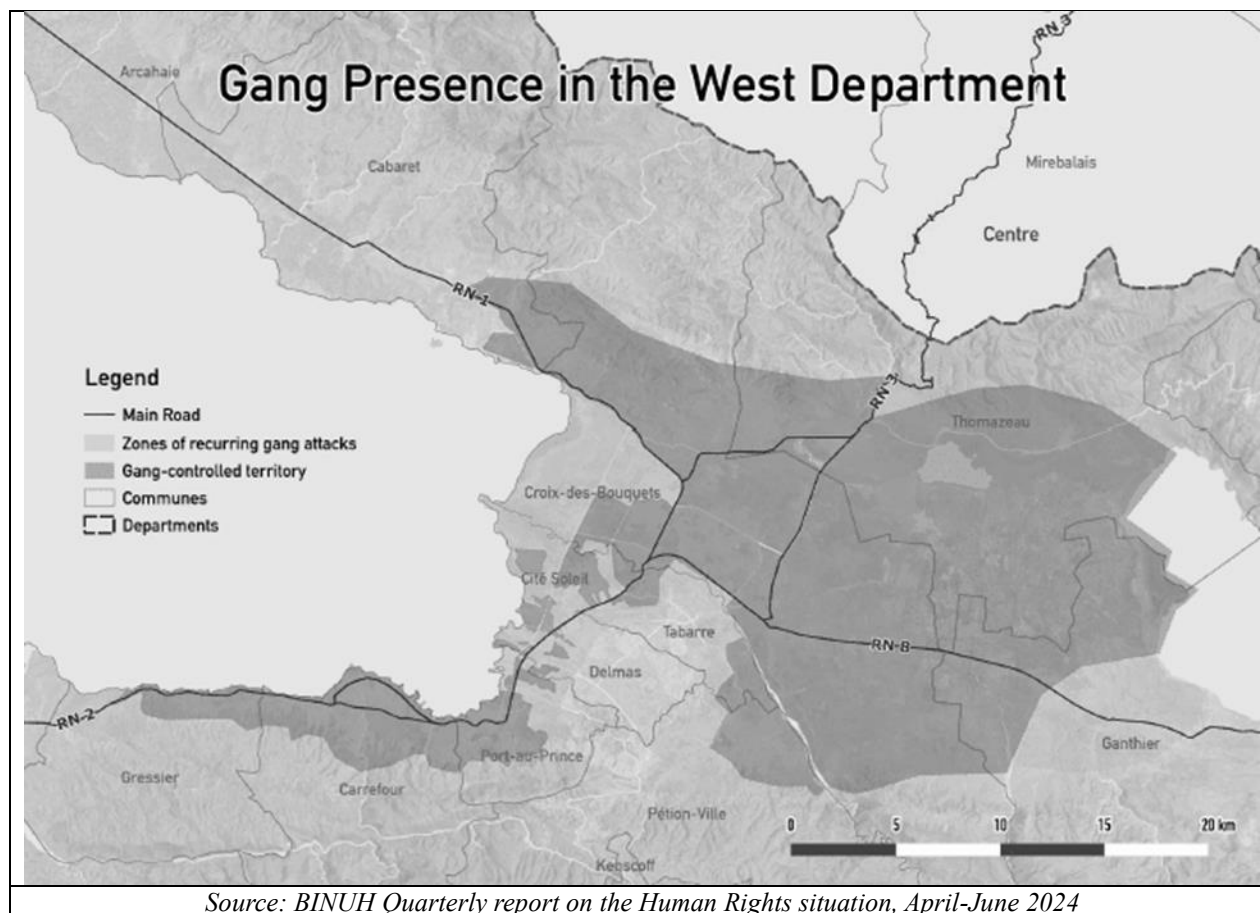 Gang Presence in the West Department
RN 3
Arcahaie
Cabaret
Mirebalais
Centre
RN-1
Legend
Main Road
Zones of recurring gang attacks
Gang-controlled territory
Communes
Departments
RN 3
Thomazeau
Croix-des-Bouquets
Cité Soleil
Tabarre
RN-8
Delmas
RN-2
Port-au-Prince
Ganthier
Gressier
Carrefour
Pétion-Ville
0 5 10 15 20 km
Kenscoff
Source: BINUH Quarterly report on the Human Rights situation, April-June 2024